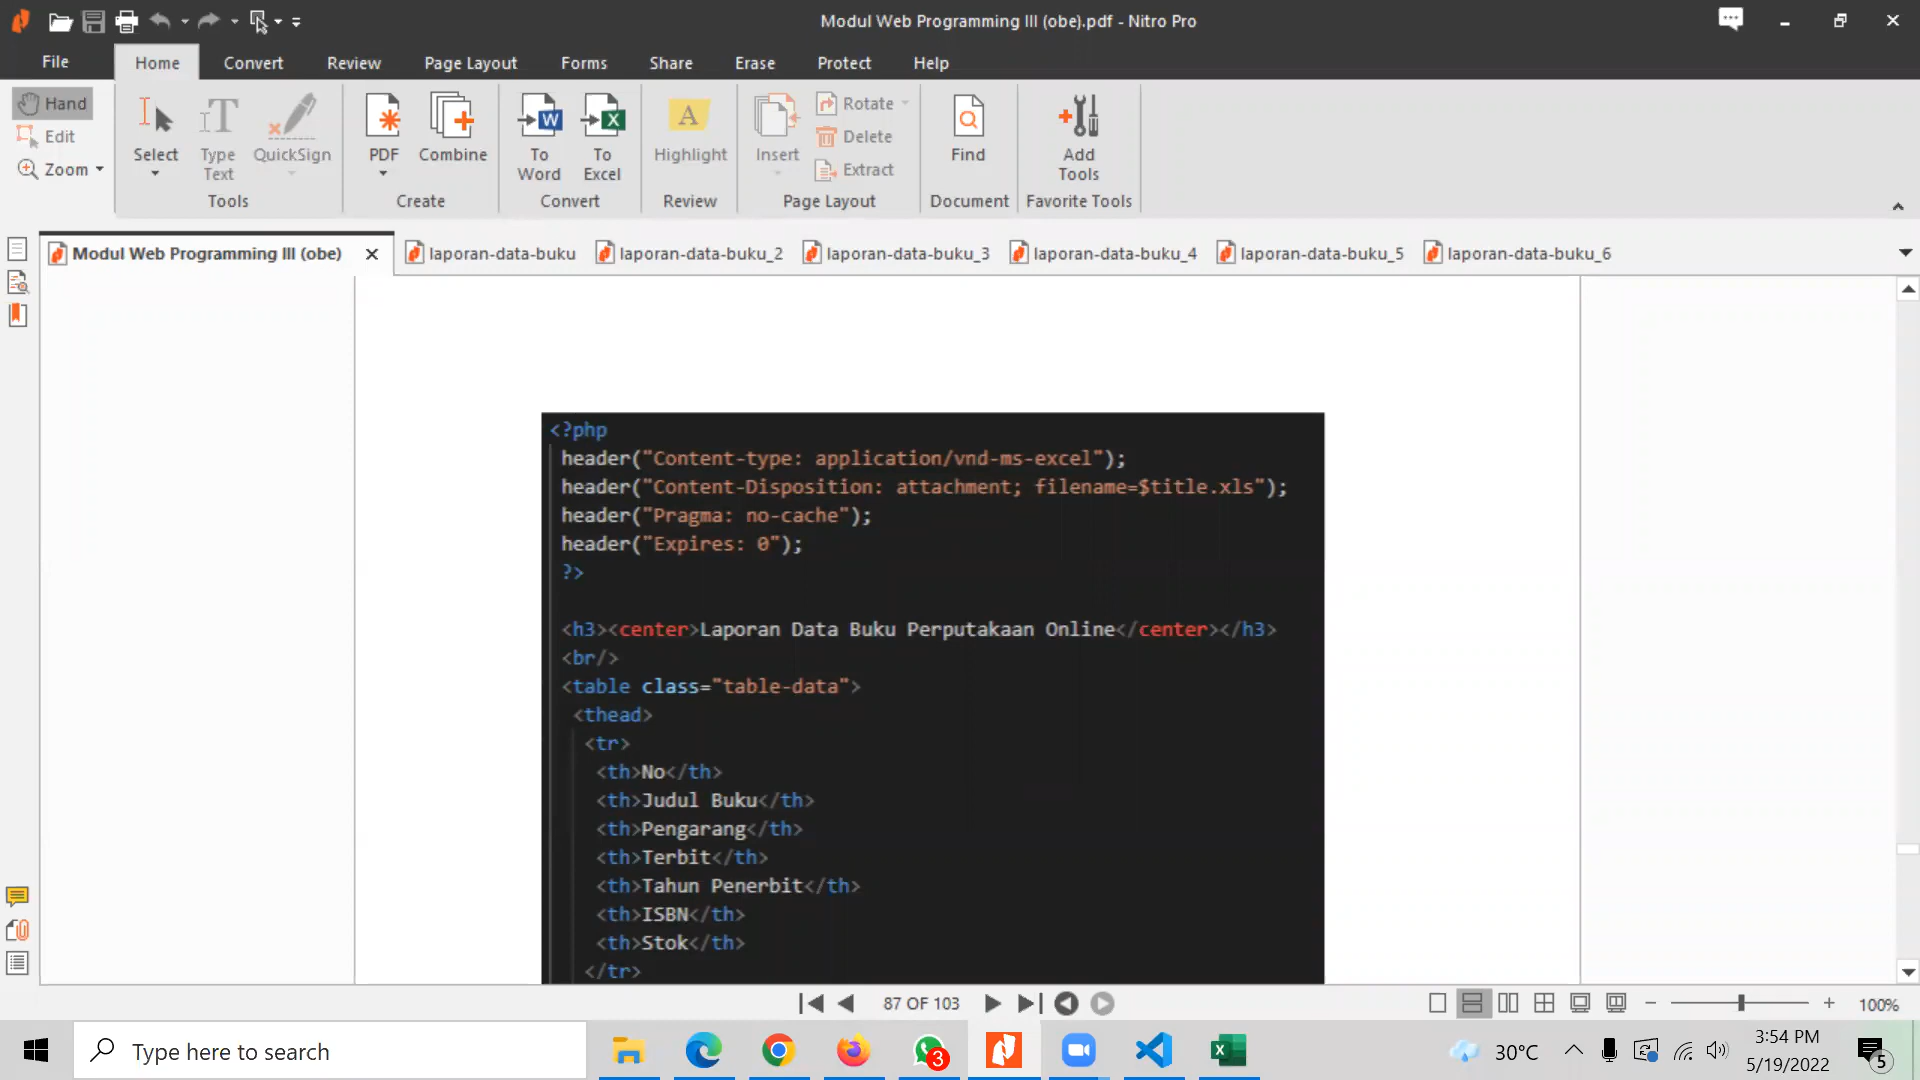 Modul Web Programming III (obe).pdf - Nitro Pro
File Home Convert Review Page Layout Forms Share Erase Protect Help
Hand
Edit
Zoom
Select
Type Text
QuickSign
Tools
PDF
Combine
Create
To Word
To Excel
Convert
Highlight
Review
Insert
Rotate
Delete
Extract
Page Layout
Find
Document
Add Tools
Favorite Tools
Modul Web Programming III (obe) laporan-data-buku laporan-data-buku_2 laporan-data-buku_3 laporan-data-buku_4 laporan-data-buku_5 laporan-data-buku_6
<?php
header("Content-type: application/vnd-ms-excel");
header("Content-Disposition: attachment; filename=$title.xls");
header("Pragma: no-cache");
header("Expires: 0");
?>
<h3><center>Laporan Data Buku Perputakaan Online</center></h3>
<br/>
<table class="table-data">
<thead>
<tr>
<th>No</th>
<th>Judul Buku</th>
<th>Pengarang</th>
<th>Terbit</th>
<th>Tahun Penerbit</th>
<th>ISBN</th>
<th>Stok</th>
</tr>
87 OF 103
100%
Type here to search
3
30°C
3:54 PM
5/19/2022
5